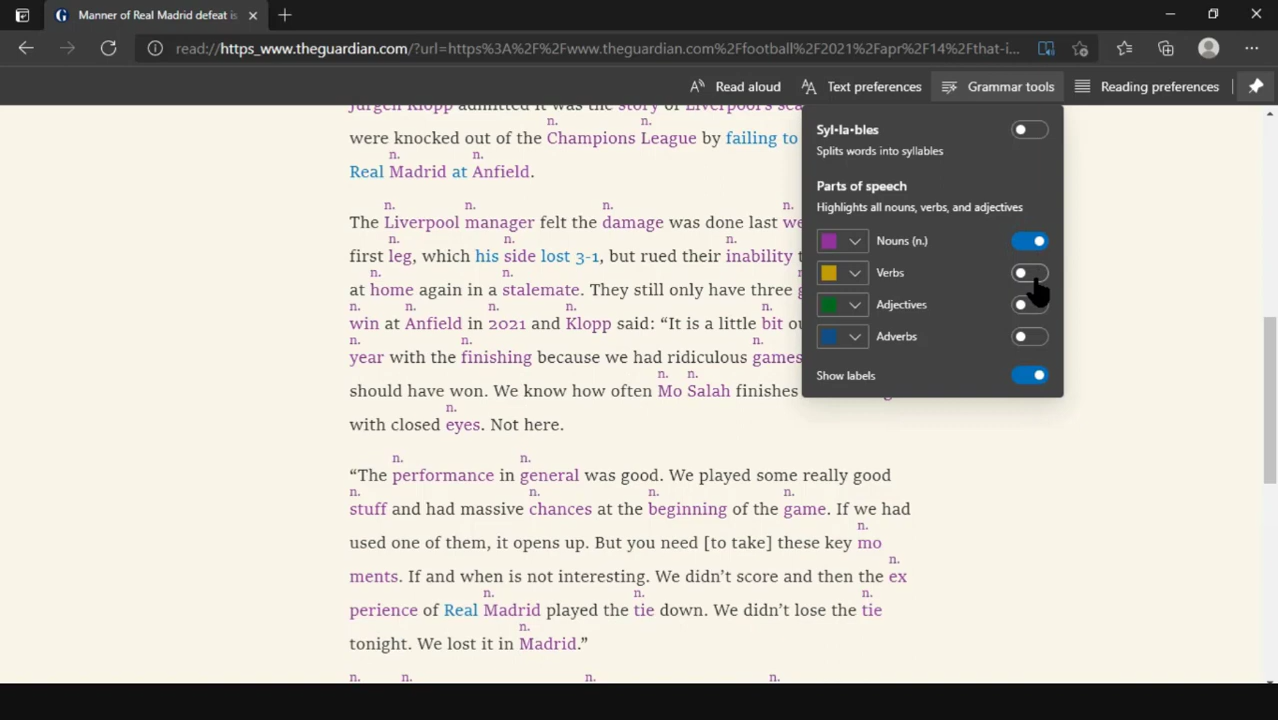 Manner of Real Madrid defeat is
read://https_www.theguardian.com/?url=https%3A%2F%2Fwww.theguardian.com%2Ffootball%2F2021%2Fapr%2F14%2Fthat-i...
Read aloud Text preferences Grammar tools Reading preferences
Jürgen Klopp admitted it was the story of Liverpool's
n. n.
were knocked out of the Champions League by failing to
n. n.
Real Madrid at Anfield.
n. n. n. n.
The Liverpool manager felt the damage was done last
n. n. n.
first leg, which his side lost 3-1, but rued their inability
n. n. n.
at home again in a stalemate. They still only have three
n. n. n. n. n.
win at Anfield in 2021 and Klopp said: “It is a little bit
n. n. n.
year with the finishing because we had ridiculous games
n. n.
should have won. We know how often Mo Salah finishes
n.
with closed eyes. Not here.
n. n.
“The performance in general was good. We played some really good
n. n. n. n.
stuff and had massive chances at the beginning of the game. If we had
n.
used one of them, it opens up. But you need [to take] these key mo
n.
ments. If and when is not interesting. We didn’t score and then the ex
n. n. n.
perience of Real Madrid played the tie down. We didn’t lose the tie
n.
tonight. We lost it in Madrid.”
n. n. n. n.
Syl•la•bles
Splits words into syllables
Parts of speech
Highlights all nouns, verbs, and adjectives
Nouns (n.)
Verbs
Adjectives
Adverbs
Show labels